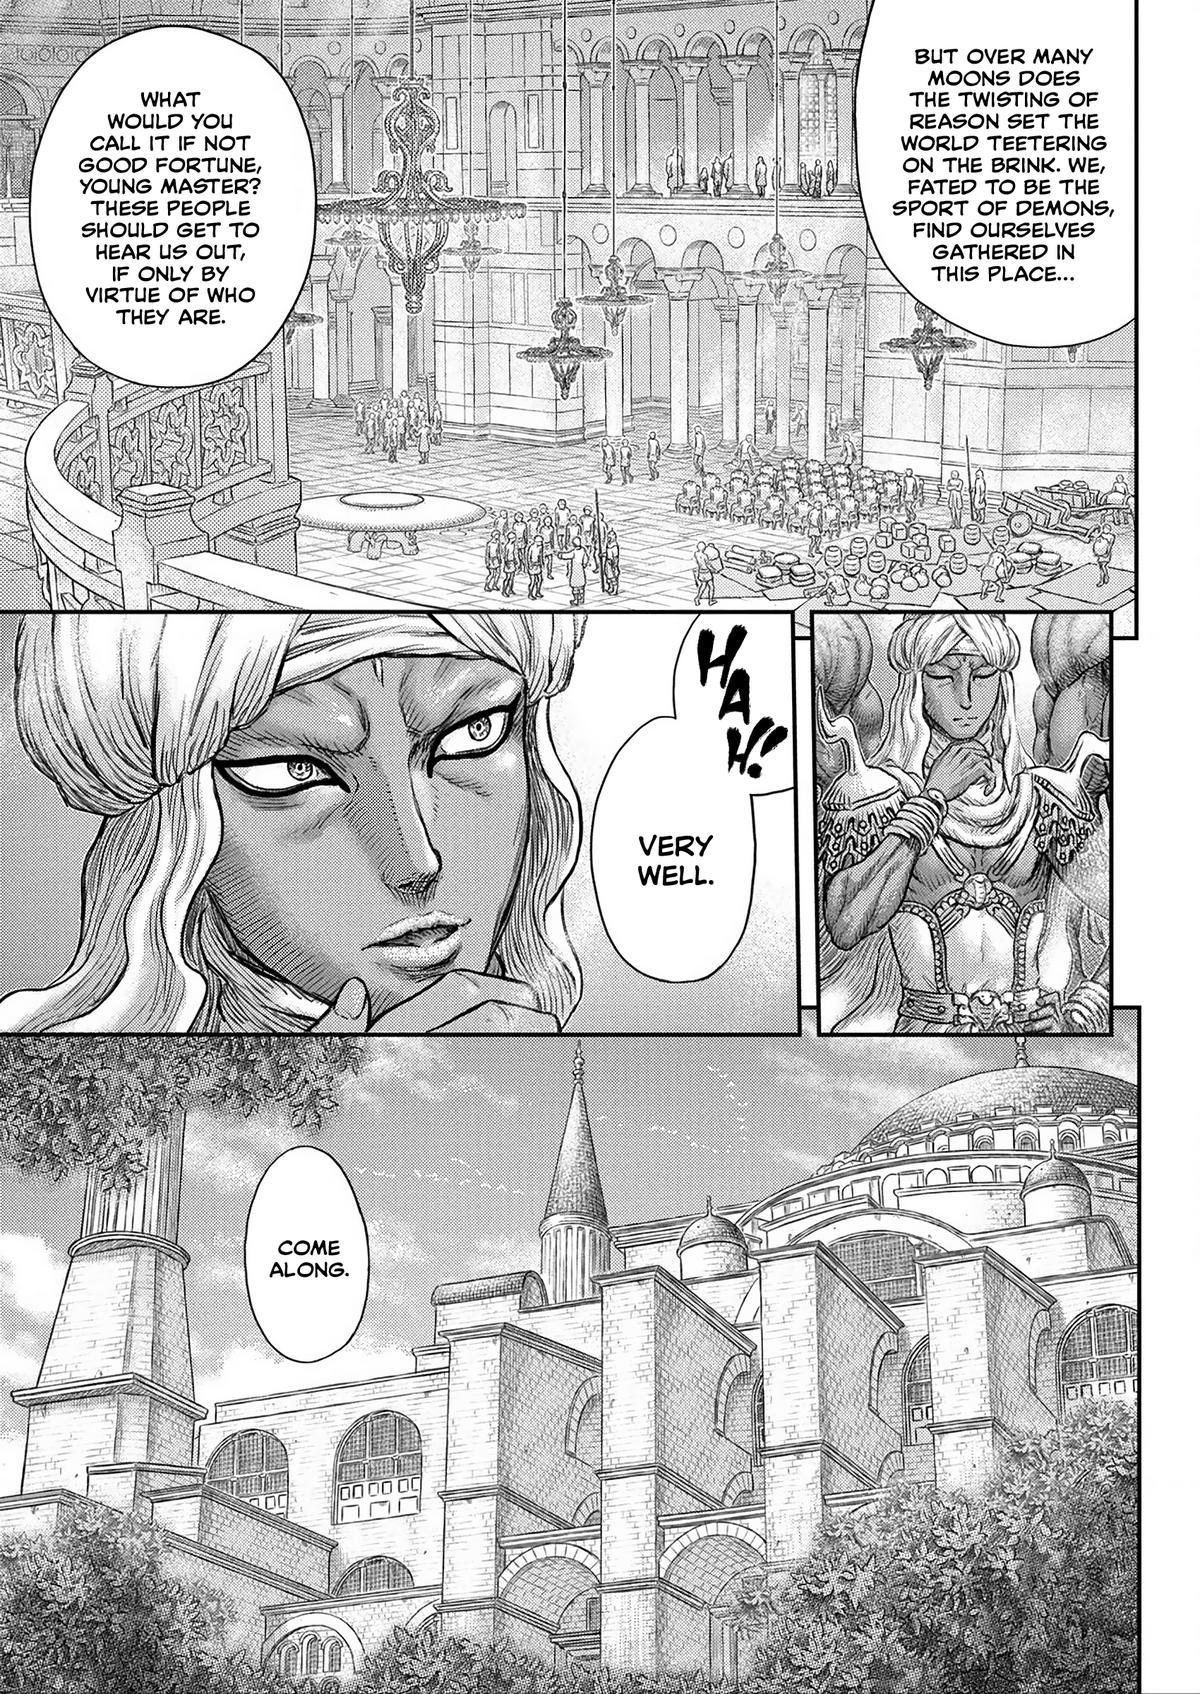 BUT OVER MANY
MOONS DOES
THE TWISTING OF
REASON SET THE
WORLD TEETERING
ON THE BRINK. WE,
FATED TO BE THE
SPORT OF DEMONS,
FIND OURSELVES
GATHERED IN
THIS PLACE...
WHAT
WOULD YOU
CALL IT IF NOT
GOOD FORTUNE,
YOUNG MASTER?
THESE PEOPLE
SHOULD GET TO
HEAR US OUT,
IF ONLY BY
VIRTUE OF WHO
THEY ARE.
HAH!
VERY
WELL.
COME
ALONG.